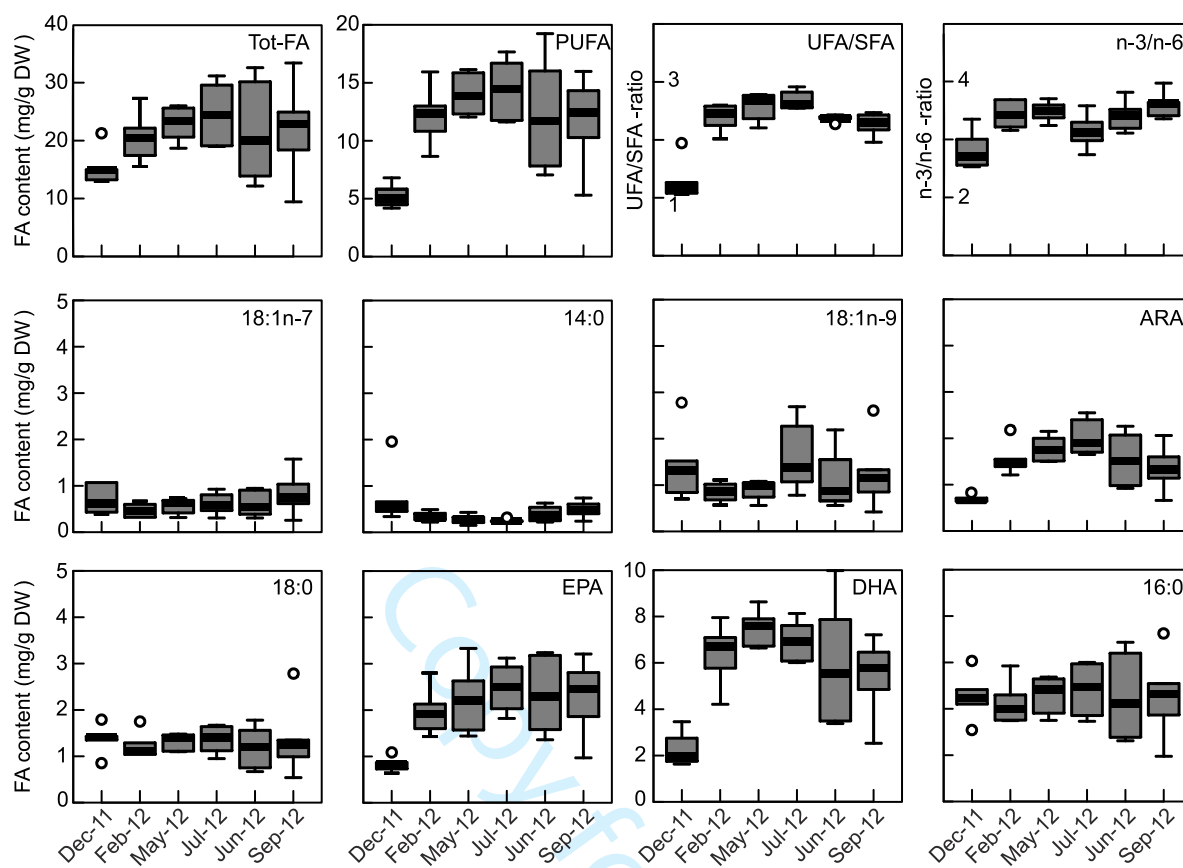 Tot-FA PUFA UFA/SFA n-3/n-6
FA content (mg/g DW)
40
30
20
10
0
20
15
10
5
0
UFA/SFA -ratio
3
1
n-3/n-6 -ratio
4
2
18:1n-7 14:0 18:1n-9 ARA
FA content (mg/g DW)
5
4
3
2
1
0
18:0 EPA DHA 16:0
FA content (mg/g DW)
5
4
3
2
1
0
10
8
6
4
2
0
Dec-11 Feb-12 May-12 Jul-12 Jun-12 Sep-12
Dec-11 Feb-12 May-12 Jul-12 Jun-12 Sep-12
Dec-11 Feb-12 May-12 Jul-12 Jun-12 Sep-12
Dec-11 Feb-12 May-12 Jul-12 Jun-12 Sep-12
Copy fo